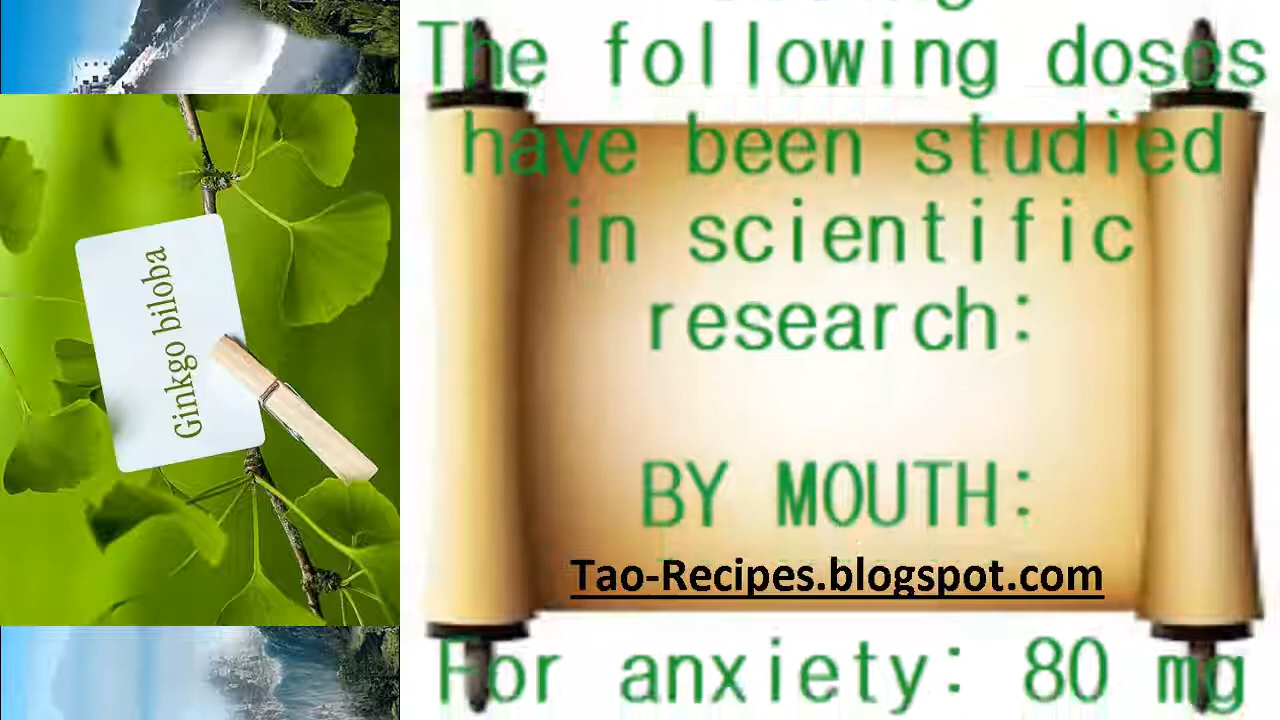 Ginkgo biloba
The following doses
have been studied
in scientific
research:
BY MOUTH:
Tao-Recipes.blogspot.com
For anxiety: 80 mg